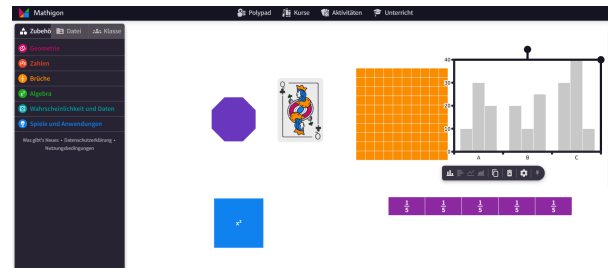 Mathigon
Polypad
Kurse
Aktivitäten
Unterricht
Zubehö
Datei
Klasse
Geometrie
Zahlen
Brüche
Algebra
Wahrscheinlichkeit und Daten
Spiele und Anwendungen
Was gibt's Neues • Datenschutzerklärung •
Nutzungsbedingungen
Q
40
30
20
10
0
A B C
1/5 1/5 1/5 1/5 1/5